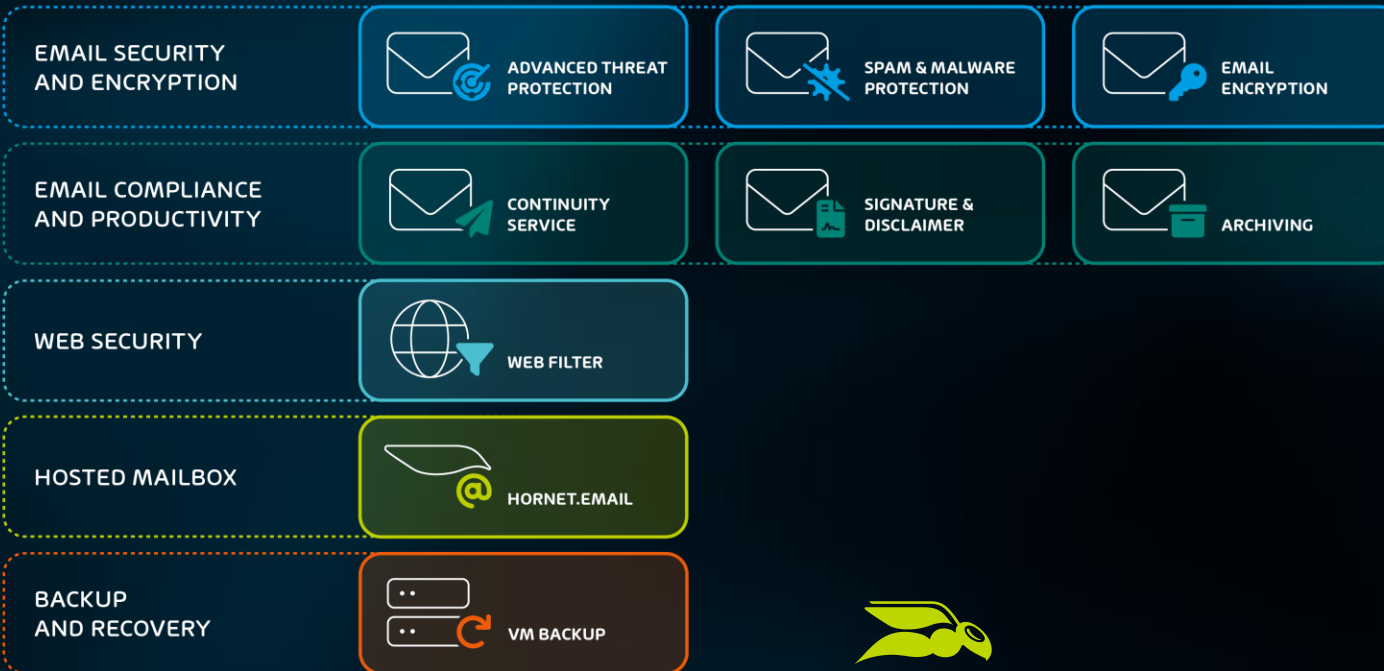 EMAIL SECURITY
AND ENCRYPTION
ADVANCED THREAT
PROTECTION
SPAM & MALWARE
PROTECTION
EMAIL
ENCRYPTION
EMAIL COMPLIANCE
AND PRODUCTIVITY
CONTINUITY
SERVICE
SIGNATURE &
DISCLAIMER
ARCHIVING
WEB SECURITY
WEB FILTER
HOSTED MAILBOX
@
HORNET.EMAIL
BACKUP
AND RECOVERY
VM BACKUP